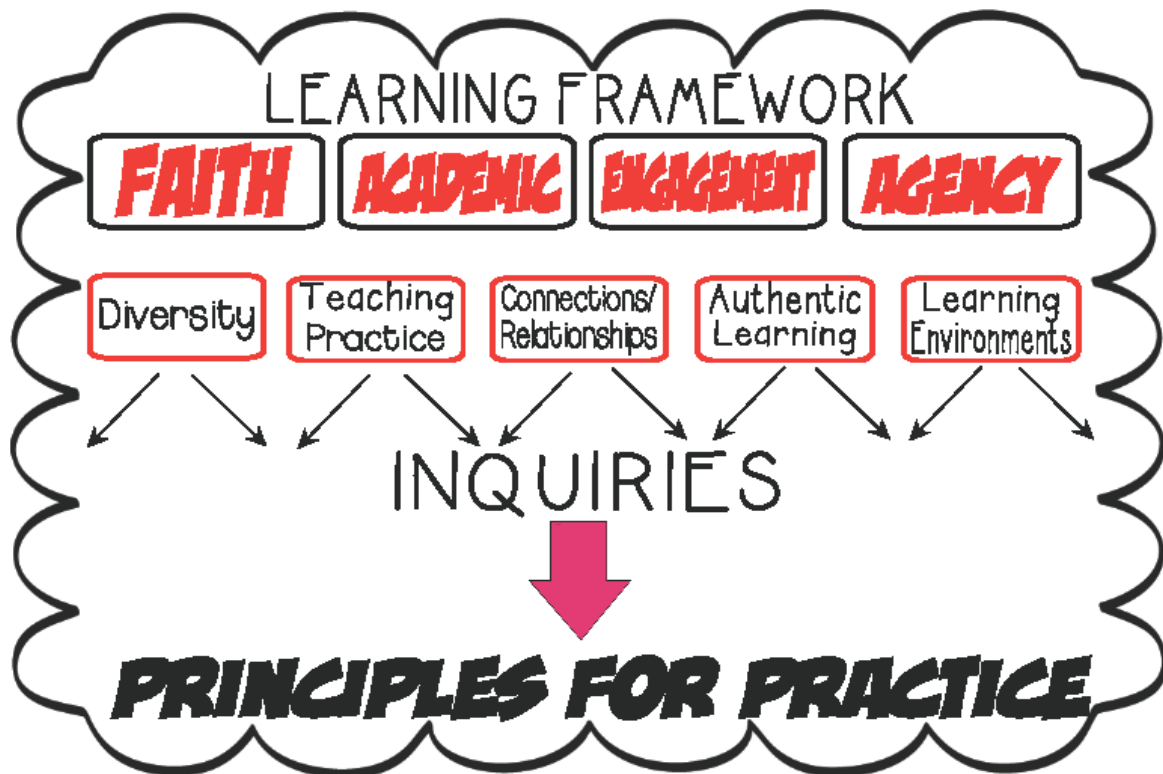 LEARNING FRAMEWORK
FAITH
ACADEMIC
ENGAGEMENT
AGENCY
Diversity
Teaching
Practice
Connections/
Relationships
Authentic
Learning
Learning
Environments
INQUIRIES
PRINCIPLES FOR PRACTICE